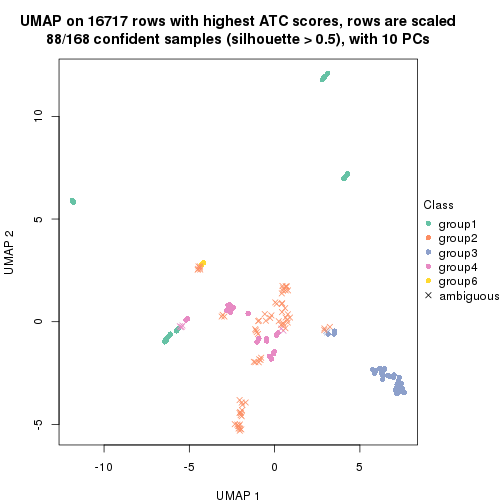 UMAP on 16717 rows with highest ATC scores, rows are scaled
88/168 confident samples (silhouette > 0.5), with 10 PCs
10
5
0
-5
UMAP 2
-10
-5
0
5
UMAP 1
Class
group1
group2
group3
group4
group6
ambiguous